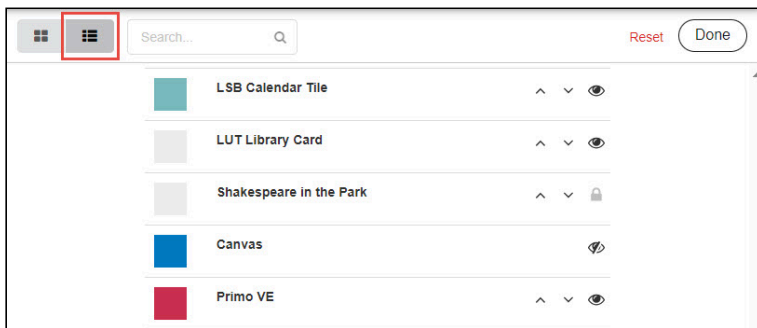 Search...
Reset
Done
LSB Calendar Tile
LUT Library Card
Shakespeare in the Park
Canvas
Primo VE